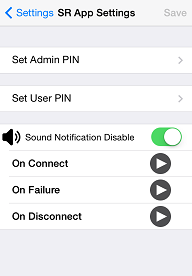 Settings SR App Settings Save
Set Admin PIN
Set User PIN
Sound Notification Disable
On Connect
On Failure
On Disconnect